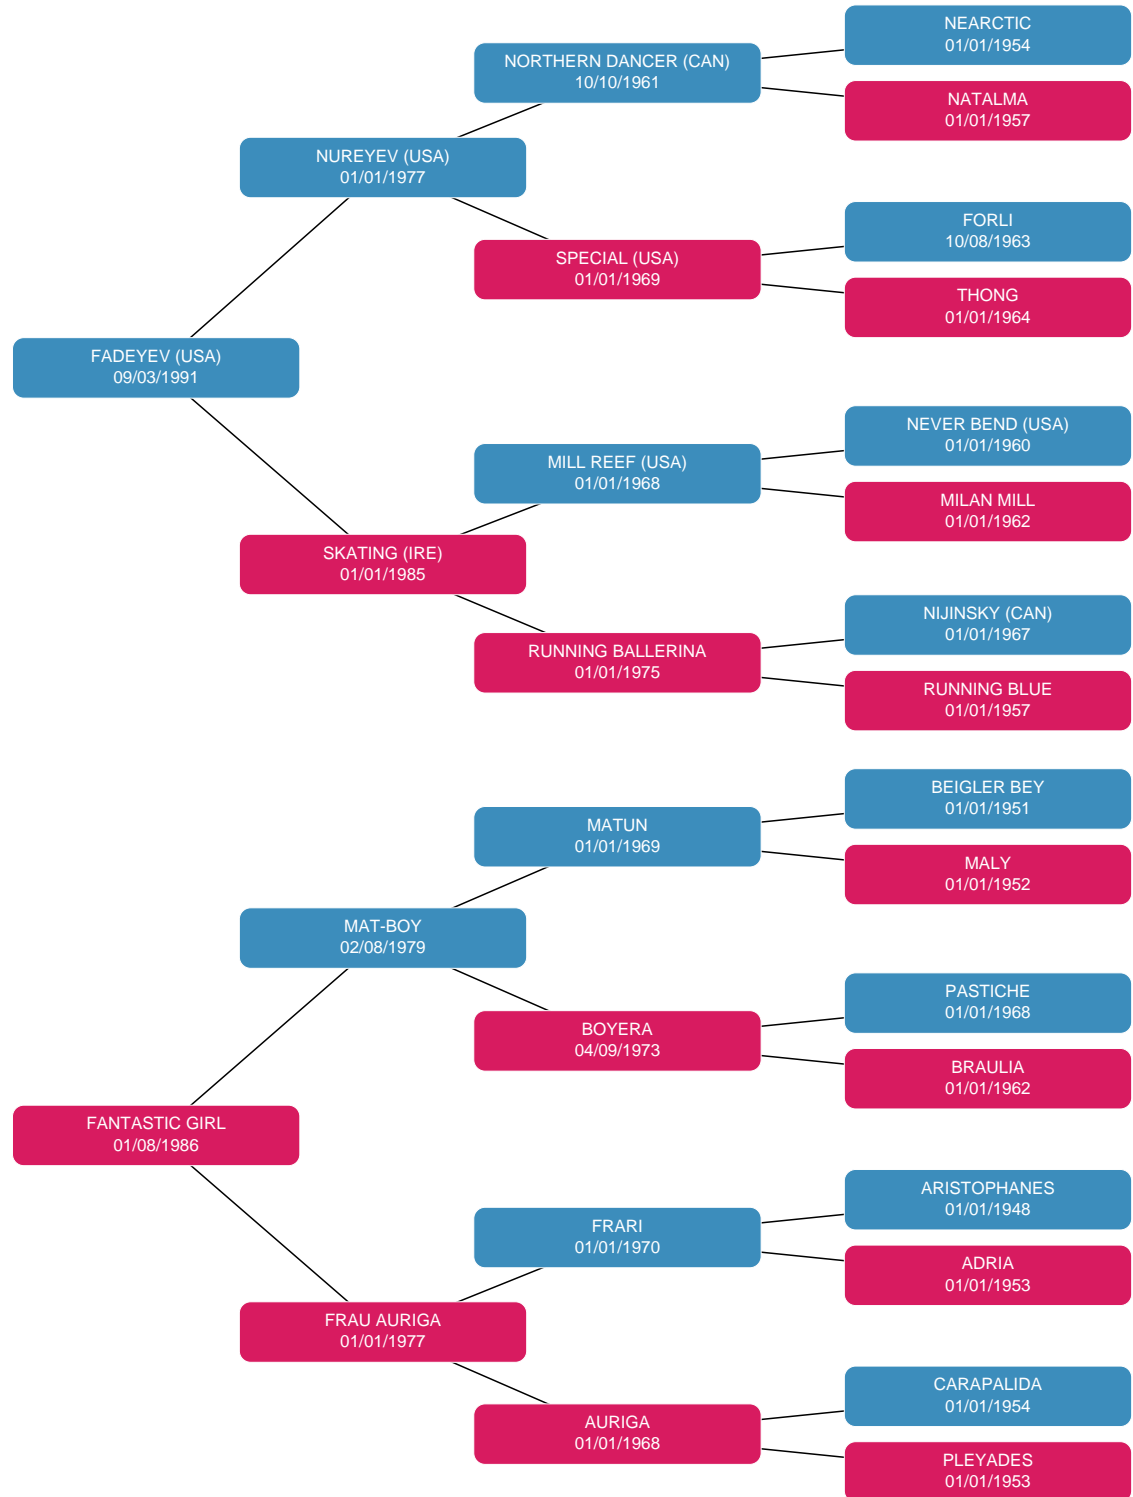 NEARCTIC
01/01/1954
NORTHERN DANCER (CAN)
10/10/1961
NATALMA
01/01/1957
NUREYEV (USA)
01/01/1977
FORLI
10/08/1963
SPECIAL (USA)
01/01/1969
THONG
01/01/1964
FADEYEV (USA)
09/03/1991
NEVER BEND (USA)
01/01/1960
MILL REEF (USA)
01/01/1968
MILAN MILL
01/01/1962
SKATING (IRE)
01/01/1985
NIJINSKY (CAN)
01/01/1967
RUNNING BALLERINA
01/01/1975
RUNNING BLUE
01/01/1957
BEIGLER BEY
01/01/1951
MATUN
01/01/1969
MALY
01/01/1952
MAT-BOY
02/08/1979
PASTICHE
01/01/1968
BOYERA
04/09/1973
BRAULIA
01/01/1962
FANTASTIC GIRL
01/08/1986
ARISTOPHANES
01/01/1948
FRARI
01/01/1970
ADRIA
01/01/1953
FRAU AURIGA
01/01/1977
CARAPALIDA
01/01/1954
AURIGA
01/01/1968
PLEYADES
01/01/1953